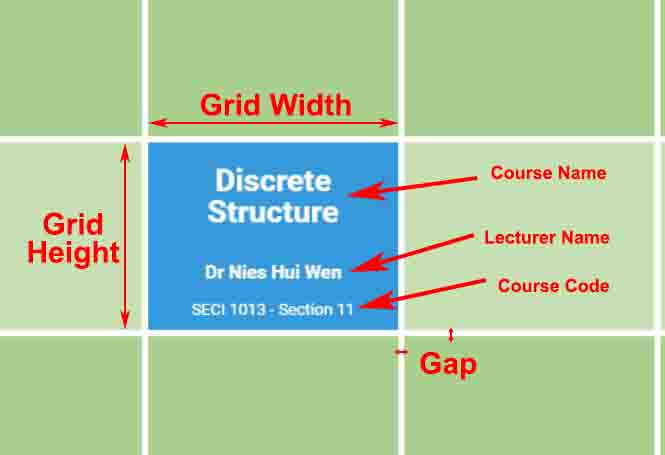 Grid Width
Discrete
Structure
Course Name
Grid
Height
Lecturer Name
Dr Nies Hui Wen
Course Code
SECI 1013 - Section 11
Gap